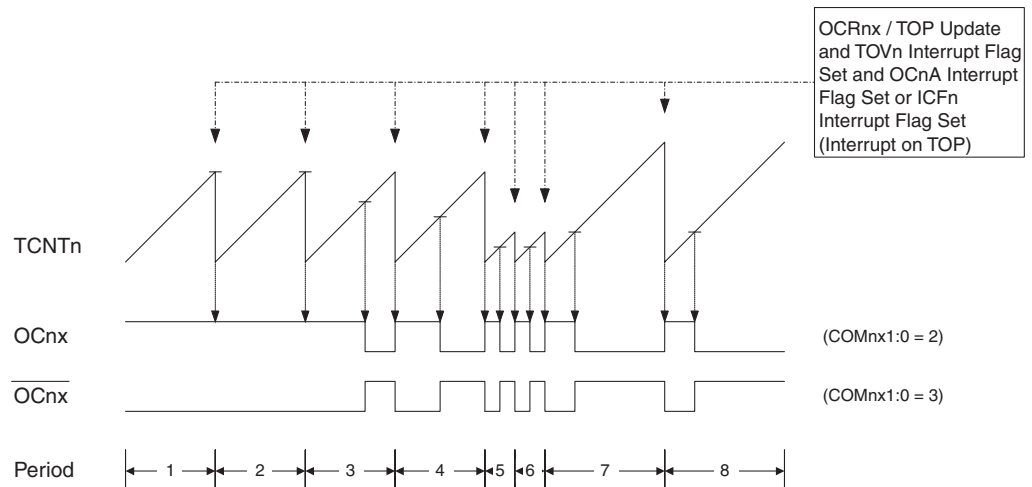 OCRnx / TOP Update
and TOVn Interrupt Flag
Set and OCnA Interrupt
Flag Set or ICFn
Interrupt Flag Set
(Interrupt on TOP)
TCNTn
OCnx
(COMnx1:0 = 2)
OCnx
(COMnx1:0 = 3)
Period
1 2 3 4 5 6 7 8